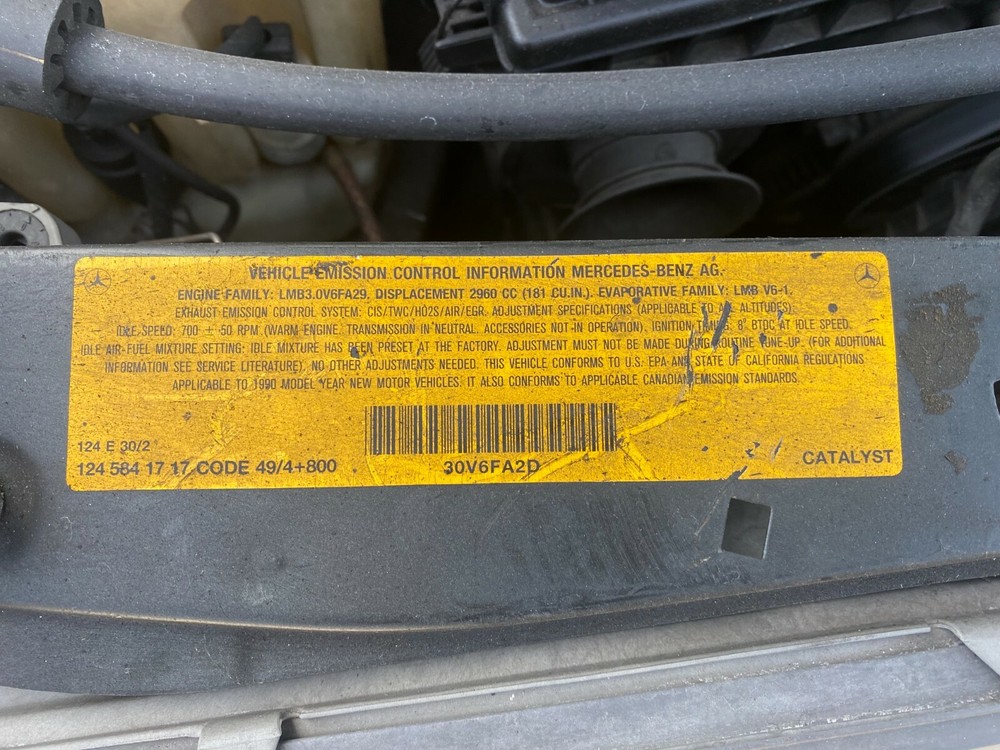 VEHICLE EMISSION CONTROL INFORMATION MERCEDES-BENZ AG.
ENGINE FAMILY: LMB3.0V6FA29, DISPLACEMENT 2960 CC (181 CU.IN.), EVAPORATIVE FAMILY: LMB V6-1,
EXHAUST EMISSION CONTROL SYSTEM: CIS/TWC/HO2S/AIR/EGR, ADJUSTMENT SPECIFICATIONS (APPLICABLE TO ALL ALTITUDES):
IDLE SPEED: 700 ± 50 RPM (WARM ENGINE, TRANSMISSION IN NEUTRAL, ACCESSORIES NOT IN OPERATION), IGNITION TIMING: 8° BTDC AT IDLE SPEED.
IDLE AIR-FUEL MIXTURE SETTING: IDLE MIXTURE HAS BEEN PRESET AT THE FACTORY. ADJUSTMENT MUST NOT BE MADE DURING ROUTINE TUNE-UP. (FOR ADDITIONAL
INFORMATION SEE SERVICE LITERATURE). NO OTHER ADJUSTMENTS NEEDED. THIS VEHICLE CONFORMS TO U.S. EPA AND STATE OF CALIFORNIA REGULATIONS
APPLICABLE TO 1990 MODEL YEAR NEW MOTOR VEHICLES. IT ALSO CONFORMS TO APPLICABLE CANADIAN EMISSION STANDARDS.
124 E 30/2
124 584 17 17 CODE 49/4+800
30V6FA2D
CATALYST